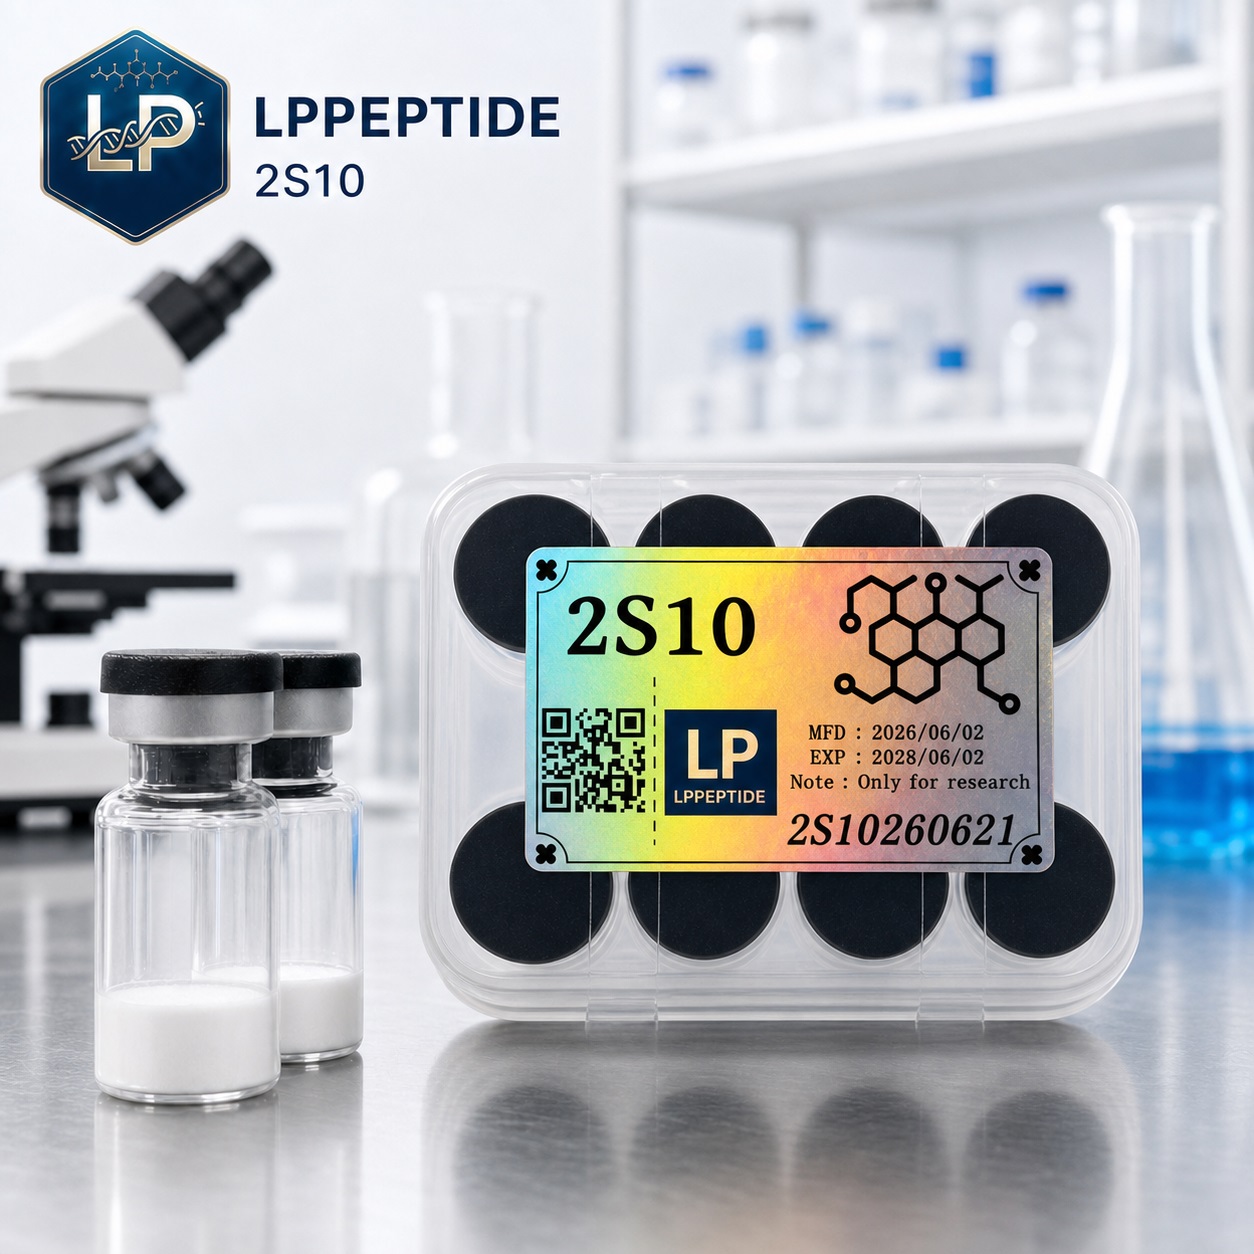 LP
LPPEPTIDE
2S10
2S10
LP
LPPEPTIDE
MFD : 2026/06/02
EXP : 2028/06/02
Note : Only for research
2S10260621